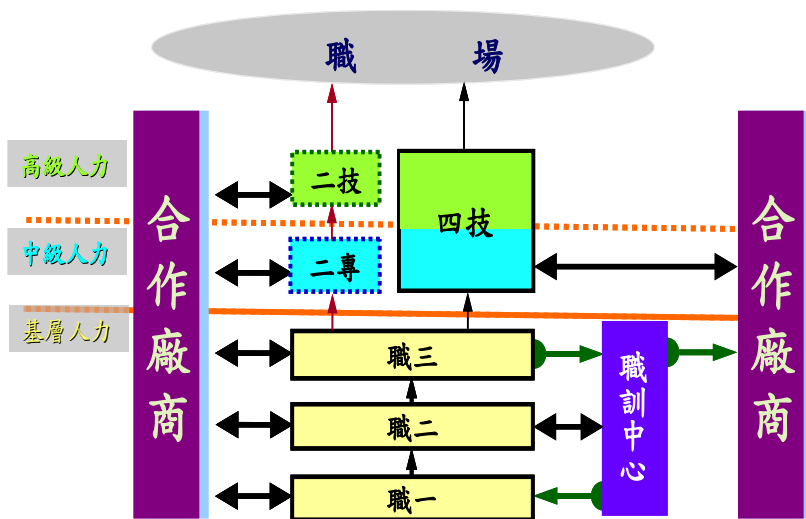 職 場
高級人力
中級人力
基層人力
合作廠商
二技
二專
四技
職三
職二
職一
職訓中心
合作廠商